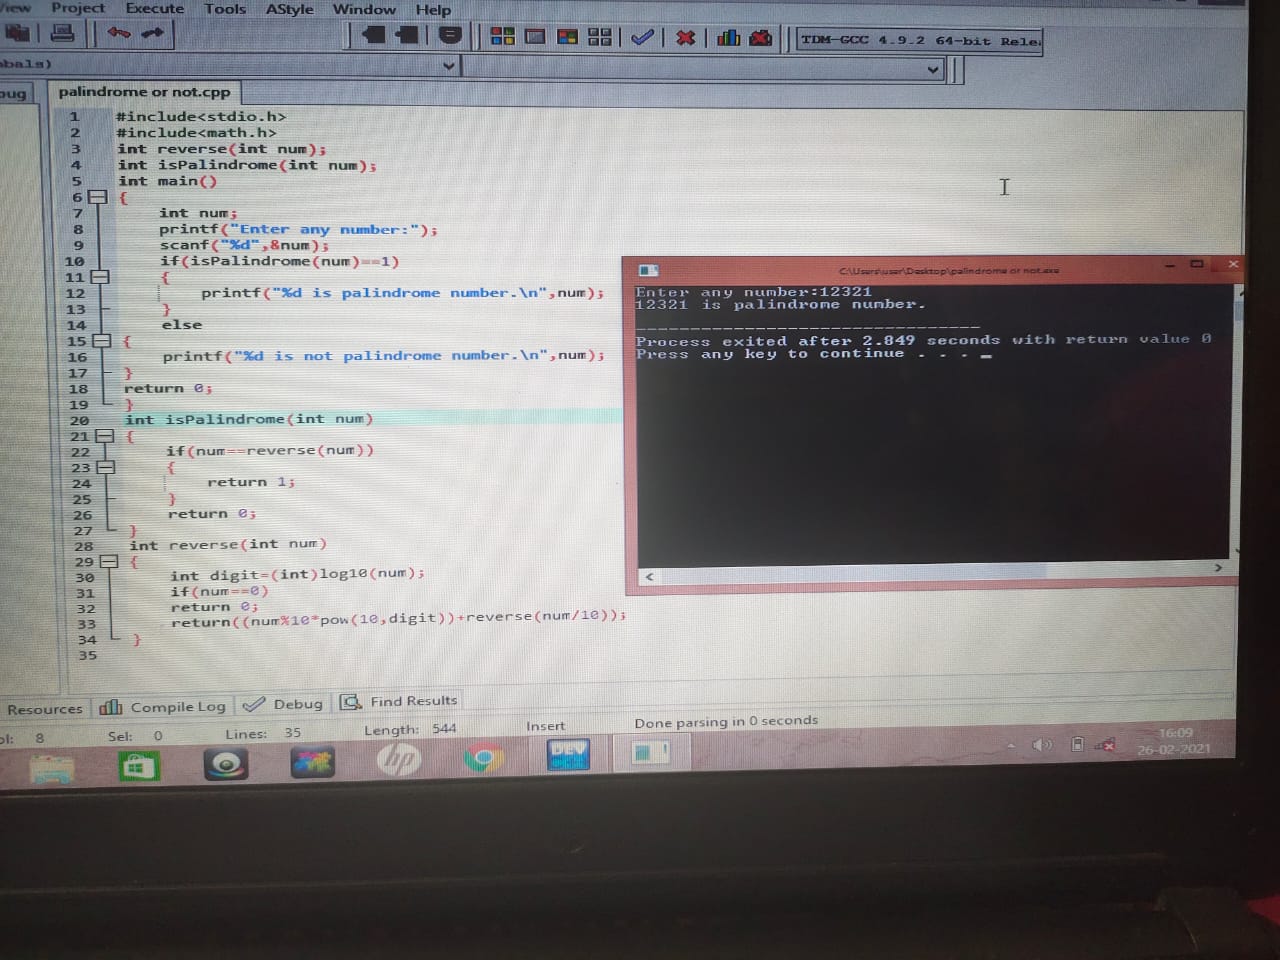 View Project Execute Tools AStyle Window Help
TDM-GCC 4.9.2 64-bit Rele
obals)
bug palindrome or not.cpp
1 #include<stdio.h>
2 #include<math.h>
3 int reverse(int num);
4 int isPalindrome(int num);
5 int main()
6 {
7 int num;
8 printf("Enter any number:");
9 scanf("%d",&num);
10 if(isPalindrome(num)==1)
11 {
12 printf("%d is palindrome number.\n",num);
13 }
14 else
15 {
16 printf("%d is not palindrome number.\n",num);
17 }
18 return 0;
19 }
20 int isPalindrome(int num)
21 {
22 if(num==reverse(num))
23 {
24 return 1;
25 }
26 return 0;
27 }
28 int reverse(int num)
29 {
30 int digit=(int)log10(num);
31 if(num==0)
32 return 0;
33 return((num%10*pow(10,digit))+reverse(num/10));
34 }
35
C:\Users\user\Desktop\palindrome or not.exe
Enter any number:12321
12321 is palindrome number.
--------------------------------
Process exited after 2.849 seconds with return value 0
Press any key to continue . . . _
Resources Compile Log Debug Find Results
ol: 8 Sel: 0 Lines: 35 Length: 544 Insert Done parsing in 0 seconds
hp DEV
16:09
26-02-2021